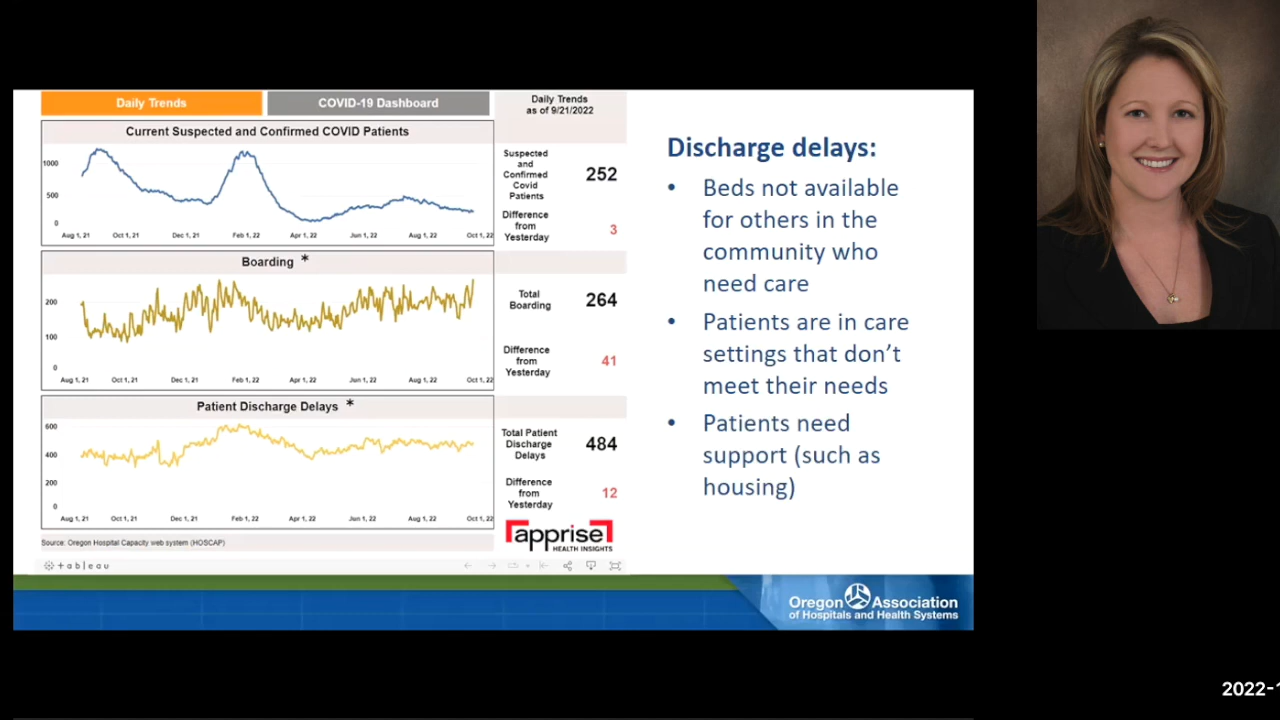 Daily Trends
COVID-19 Dashboard
Daily Trends
as of 9/21/2022
Current Suspected and Confirmed COVID Patients
1000
500
0
Aug 1, 21 Oct 1, 21 Dec 1, 21 Feb 1, 22 Apr 1, 22 Jun 1, 22 Aug 1, 22 Oct 1, 22
Suspected
and
Confirmed
Covid
Patients
252
Difference
from
Yesterday
3
Boarding *
200
100
0
Aug 1, 21 Oct 1, 21 Dec 1, 21 Feb 1, 22 Apr 1, 22 Jun 1, 22 Aug 1, 22 Oct 1, 22
Total
Boarding
264
Difference
from
Yesterday
41
Patient Discharge Delays *
600
400
200
0
Aug 1, 21 Oct 1, 21 Dec 1, 21 Feb 1, 22 Apr 1, 22 Jun 1, 22 Aug 1, 22 Oct 1, 22
Total Patient
Discharge
Delays
484
Difference
from
Yesterday
12
Source: Oregon Hospital Capacity web system (HOSCAP)
apprise
HEALTH INSIGHTS
+ a b l e a u
Discharge delays:
• Beds not available
for others in the
community who
need care
• Patients are in care
settings that don’t
meet their needs
• Patients need
support (such as
housing)
Oregon Association
of Hospitals and Health Systems
2022-